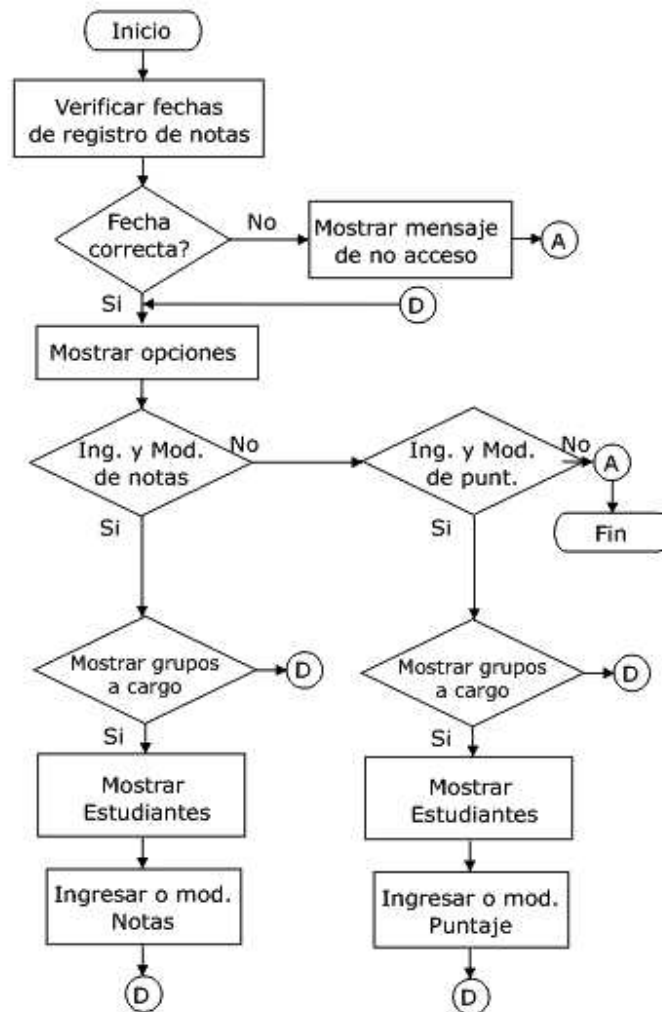 Inicio
Verificar fechas
de registro de notas
Fecha
correcta?
No
Mostrar mensaje
de no acceso
A
Si
D
Mostrar opciones
Ing. y Mod.
de notas
No
Ing. y Mod.
de punt.
No
A
Si
Si
Fin
Mostrar grupos
a cargo
D
Mostrar grupos
a cargo
D
Si
Si
Mostrar
Estudiantes
Mostrar
Estudiantes
Ingresar o mod.
Notas
Ingresar o mod.
Puntaje
D
D